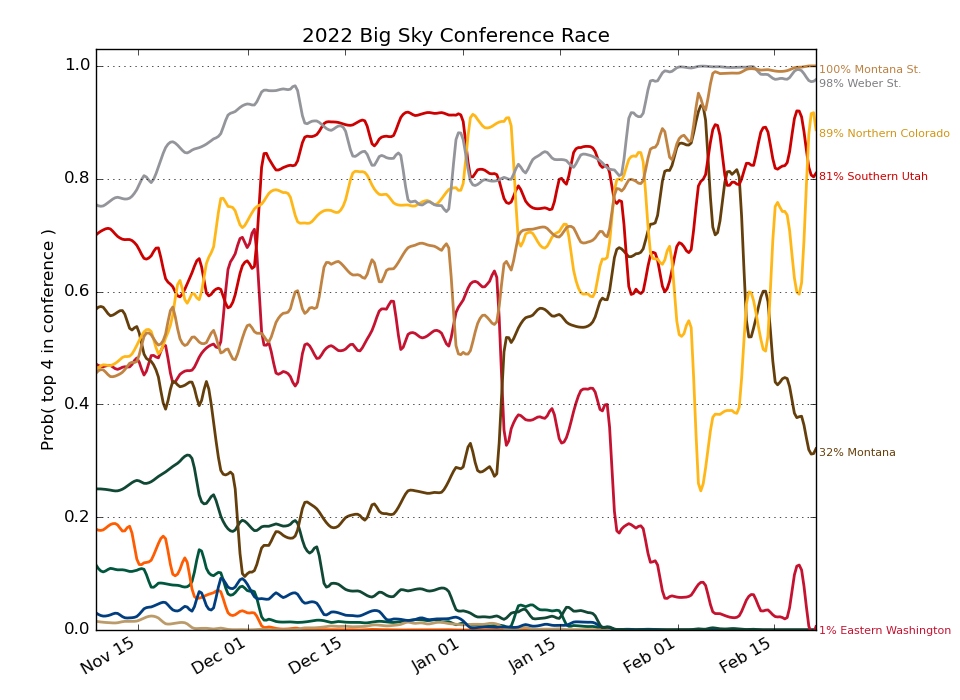 2022 Big Sky Conference Race
Prob( top 4 in conference )
1.0
0.8
0.6
0.4
0.2
0.0
Nov 15
Dec 01
Dec 15
Jan 01
Jan 15
Feb 01
Feb 15
100% Montana St.
98% Weber St.
89% Northern Colorado
81% Southern Utah
32% Montana
1% Eastern Washington